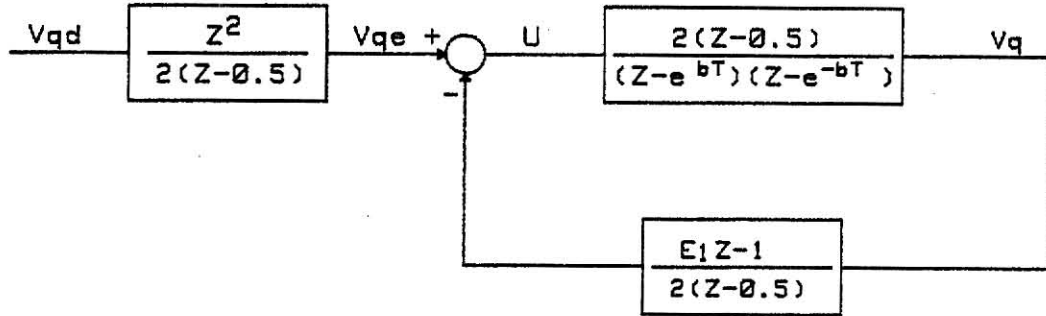 Vqd
Z²
2(Z-0.5)
Vqe +
-
U
2(Z-0.5)
(Z-e^bT)(Z-e^-bT)
Vq
E₁Z-1
2(Z-0.5)